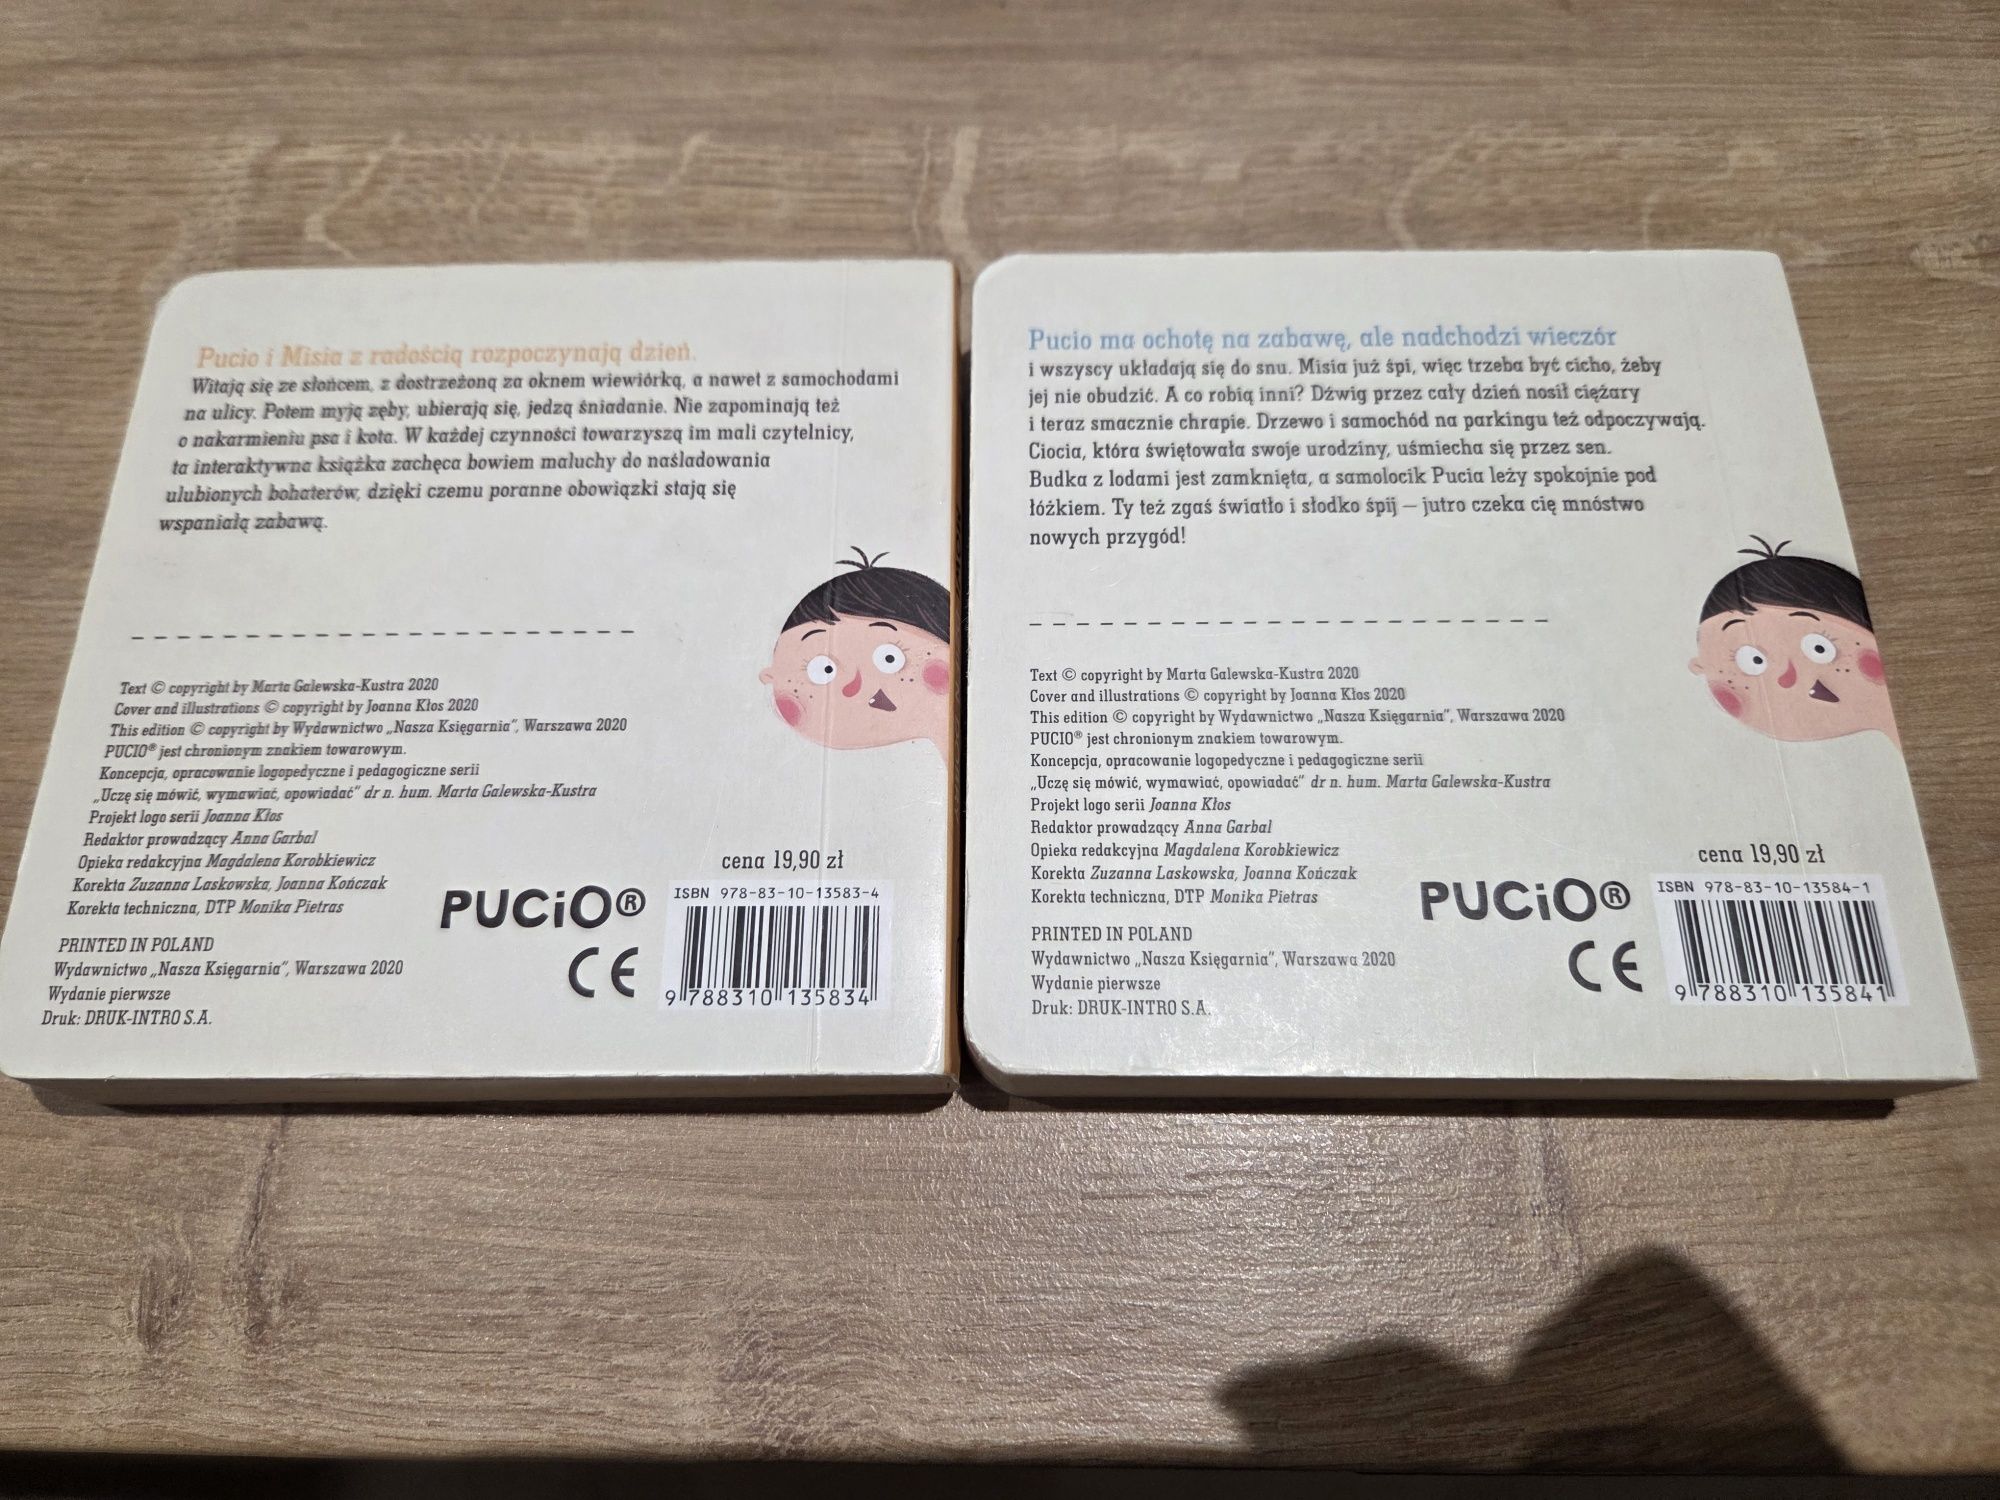 Pucio i Misia z radością rozpoczynają dzień.
Witają się ze słońcem, z dostrzeżoną za oknem wiewiórką, a nawet z samochodami
na ulicy. Potem myją zęby, ubierają się, jedzą śniadanie. Nie zapominają też
o nakarmieniu psa i kota. W każdej czynności towarzyszą im mali czytelnicy,
ta interaktywna książka zachęca bowiem maluchy do naśladowania
ulubionych bohaterów, dzięki czemu poranne obowiązki stają się
wspaniałą zabawą.
Text © copyright by Marta Galewska-Kustra 2020
Cover and illustrations © copyright by Joanna Kłos 2020
This edition © copyright by Wydawnictwo „Nasza Księgarnia”, Warszawa 2020
PUCIO® jest chronionym znakiem towarowym.
Koncepcja, opracowanie logopedyczne i pedagogiczne serii
„Uczę się mówić, wymawiać, opowiadać” dr n. hum. Marta Galewska-Kustra
Projekt logo serii Joanna Kłos
Redaktor prowadzący Anna Garbal
Opieka redakcyjna Magdalena Korobkiewicz
Korekta Zuzanna Laskowska, Joanna Kończak
Korekta techniczna, DTP Monika Pietras
PRINTED IN POLAND
Wydawnictwo „Nasza Księgarnia”, Warszawa 2020
Wydanie pierwsze
Druk: DRUK-INTRO S.A.
PUCiO®
CE
cena 19,90 zł
ISBN 978-83-10-13583-4
9 788310 135834
Pucio ma ochotę na zabawę, ale nadchodzi wieczór
i wszyscy układają się do snu. Misia już śpi, więc trzeba być cicho, żeby
jej nie obudzić. A co robią inni? Dźwig przez cały dzień nosił ciężary
i teraz smacznie chrapie. Drzewo i samochód na parkingu też odpoczywają.
Ciocia, która świętowała swoje urodziny, uśmiecha się przez sen.
Budka z lodami jest zamknięta, a samolocik Pucia leży spokojnie pod
łóżkiem. Ty też zgaś światło i słodko śpij – jutro czeka cię mnóstwo
nowych przygód!
Text © copyright by Marta Galewska-Kustra 2020
Cover and illustrations © copyright by Joanna Kłos 2020
This edition © copyright by Wydawnictwo „Nasza Księgarnia”, Warszawa 2020
PUCIO® jest chronionym znakiem towarowym.
Koncepcja, opracowanie logopedyczne i pedagogiczne serii
„Uczę się mówić, wymawiać, opowiadać” dr n. hum. Marta Galewska-Kustra
Projekt logo serii Joanna Kłos
Redaktor prowadzący Anna Garbal
Opieka redakcyjna Magdalena Korobkiewicz
Korekta Zuzanna Laskowska, Joanna Kończak
Korekta techniczna, DTP Monika Pietras
PRINTED IN POLAND
Wydawnictwo „Nasza Księgarnia”, Warszawa 2020
Wydanie pierwsze
Druk: DRUK-INTRO S.A.
PUCiO®
CE
cena 19,90 zł
ISBN 978-83-10-13584-1
9 788310 135841